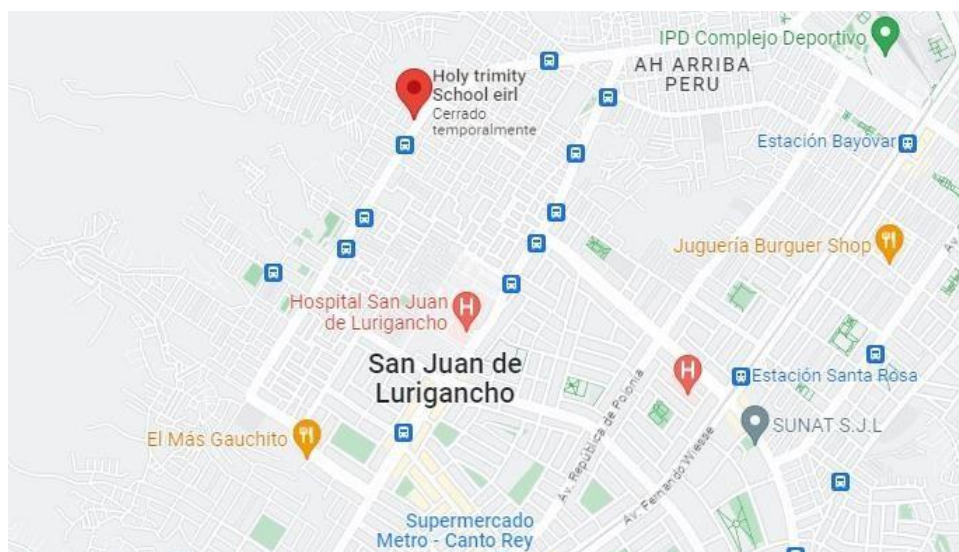 IPD Complejo Deportivo
AH ARRIBA
PERU
Holy trimity
School eirl
Cerrado
temporalmente
Estación Bayovar
Juguería Burguer Shop
Hospital San Juan
de Lurigancho
H
San Juan de
Lurigancho
H
Estación Santa Rosa
El Más Gauchito
SUNAT S.J.L
Av. República de Polonia
Av. Fernando Wiesse
Av.
Supermercado
Metro - Canto Rey